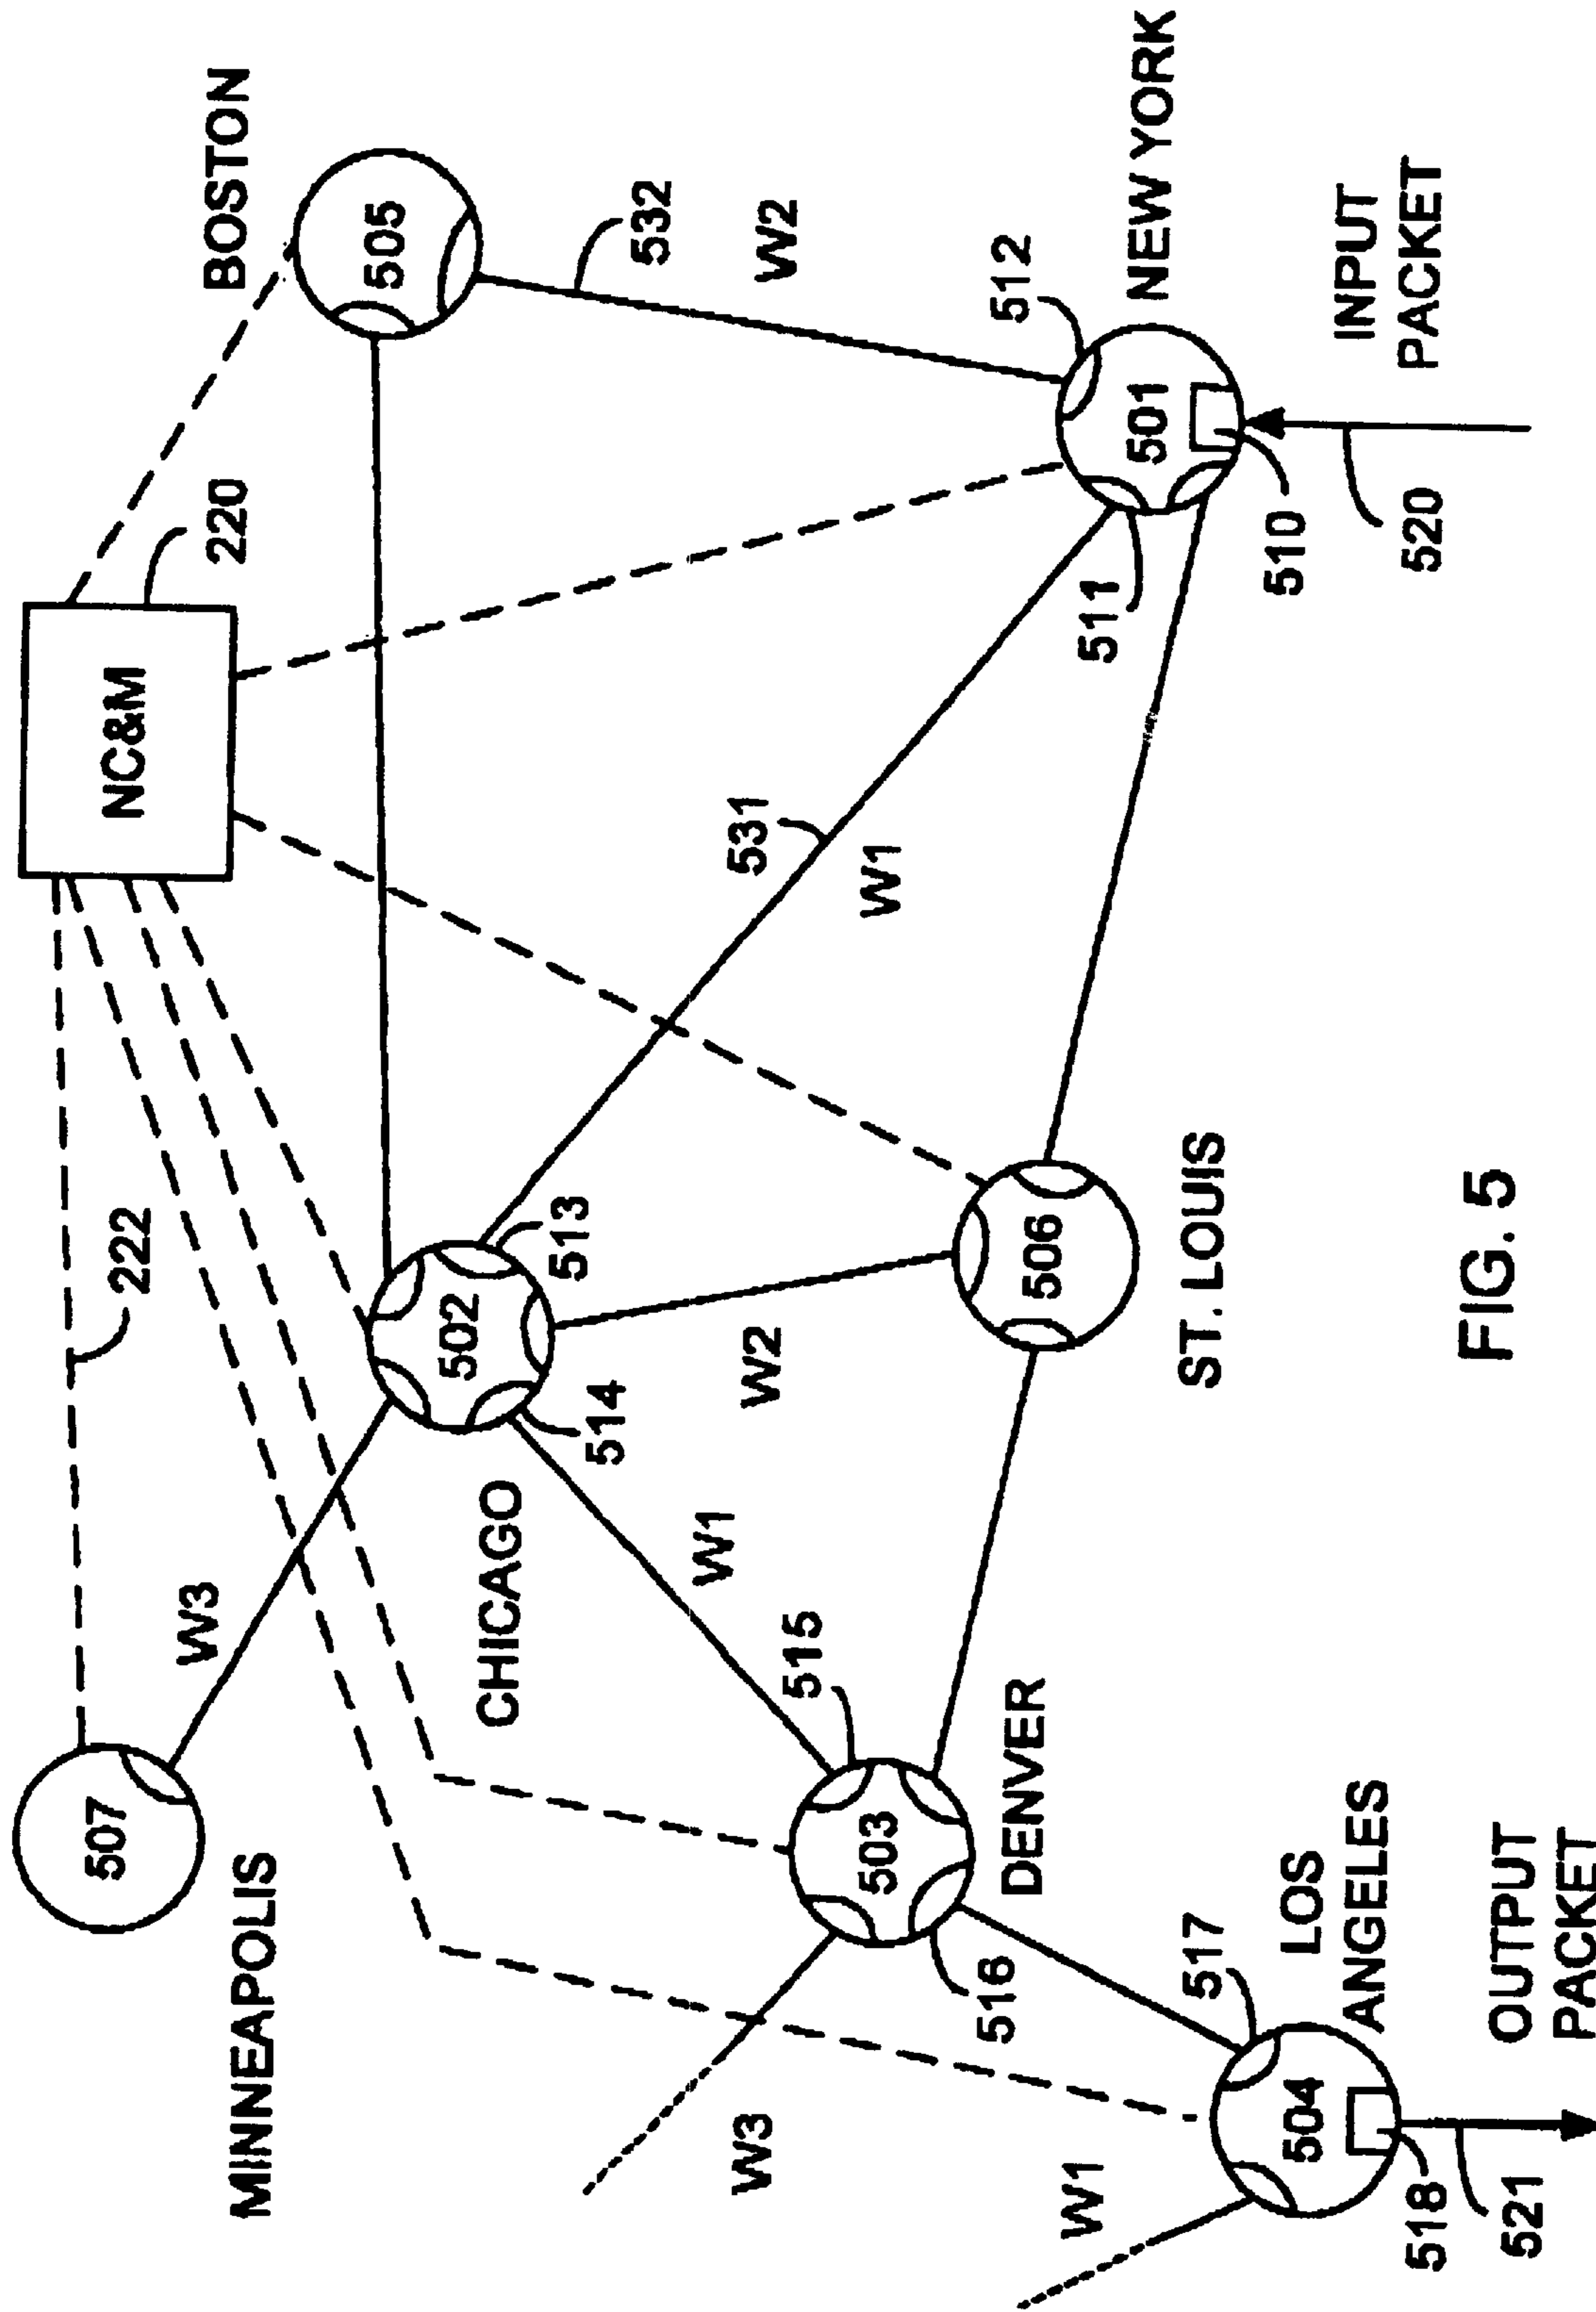 MINNEAPOLIS
507
W3
222
NC&M
220
BOSTON
505
532
W2
CHICAGO
502
513
514
W1
531
W1
W2
515
503
DENVER
516
W3
506
ST. LOUIS
511
512
501
NEW YORK
510
520
INPUT
PACKET
W1
504
517
LOS
ANGELES
518
521
OUTPUT
PACKET
FIG. 5